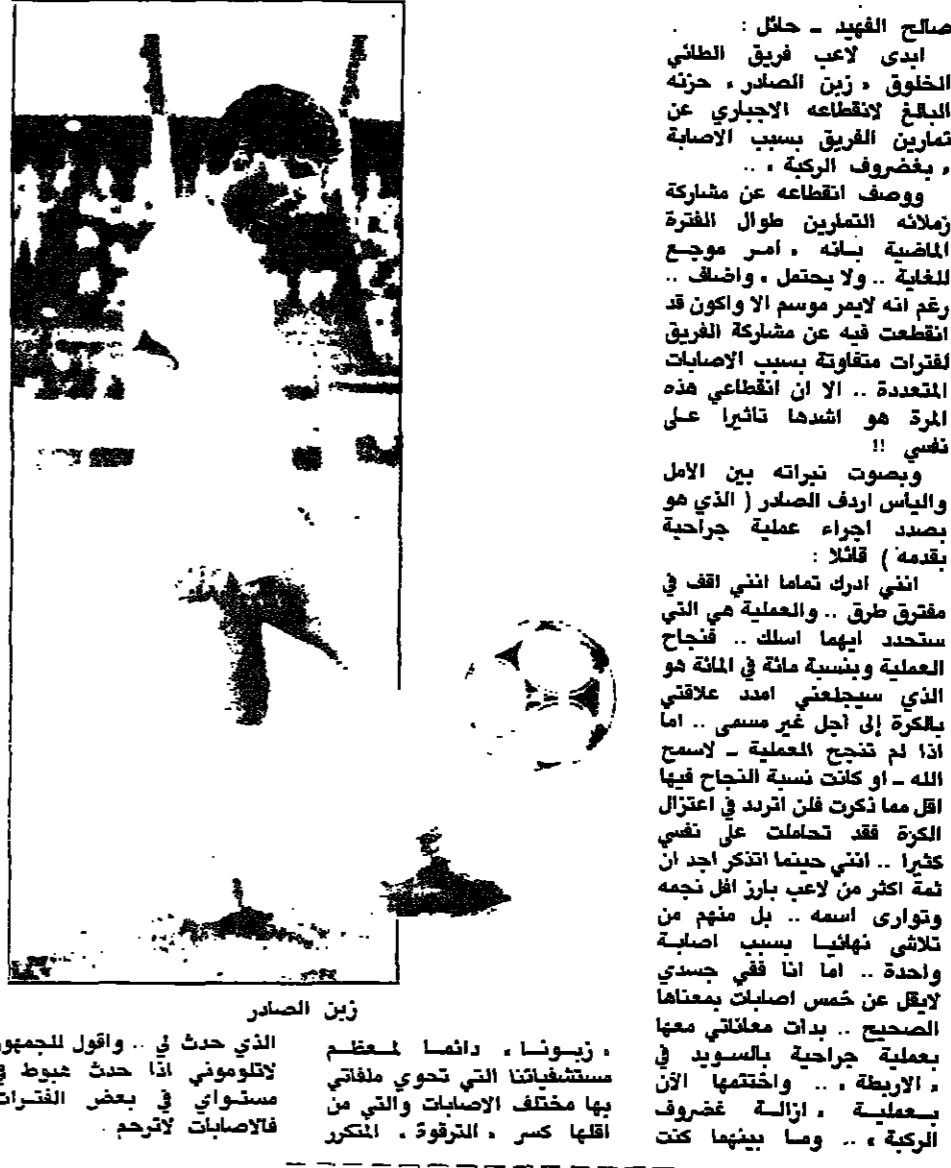 صالح الفهيد ــ حائل :
ابدى لاعب فريق الطائي
الخلوق « زين الصادر » حزنه
البالغ لانقطاعه الاجباري عن
تمارين الفريق بسبب الاصابة
« بغضروف الركبة » ..
ووصف انقطاعه عن مشاركة
زملائه التمارين طوال الفترة
الماضية بانه « امر موجع
للغاية .. ولا يحتمل » واضاف ..
رغم انه لايمر موسم الا واكون قد
انقطعت فيه عن مشاركة الفريق
لفترات متفاوتة بسبب الاصابات
المتعددة .. الا ان انقطاعي هذه
المرة هو اشدها تاثيرا على
نفسي !!
وبصوت نبراته بين الأمل
واليأس اردف الصادر ( الذي هو
بصدد اجراء عملية جراحية
بقدمه ) قائلا :
انني ادرك تماما انني اقف في
مفترق طرق .. والعملية هي التي
ستحدد ايهما اسلك .. فنجاح
العملية وبنسبة مائة في المائة هو
الذي سيجلعني امدد علاقتي
بالكرة إلى أجل غير مسمى .. اما
اذا لم تنجح العملية ــ لاسمح
الله ــ او كانت نسبة النجاح فيها
اقل مما ذكرت فلن اتردد في اعتزال
الكرة فقد تحاملت على نفسي
كثيرا .. انني حينما اتذكر اجد ان
ثمة اكثر من لاعب بارز افل نجمه
وتوارى اسمه .. بل منهم من
تلاشى نهائيا بسبب اصابة
واحدة .. اما انا ففي جسدي
لايقل عن خمس اصابات بمعناها
الصحيح .. بدأت معاناتي معها
بعملية جراحية بالسويد في
« الاربطة » .. واختتمها الآن
بعملية « ازالة غضروف
الركبة » .. وما بينهما كنت
« زبونا » دائما لمعظم
مستشفياتنا التي تحوي ملفاتي
بها مختلف الاصابات والتي من
اقلها كسر « الترقوة » المتكرر
الذي حدث لي .. واقول للجمهور
لاتلوموني اذا حدث هبوط في
مستواي في بعض الفترات
فالاصابات لاترحم .
زين الصادر